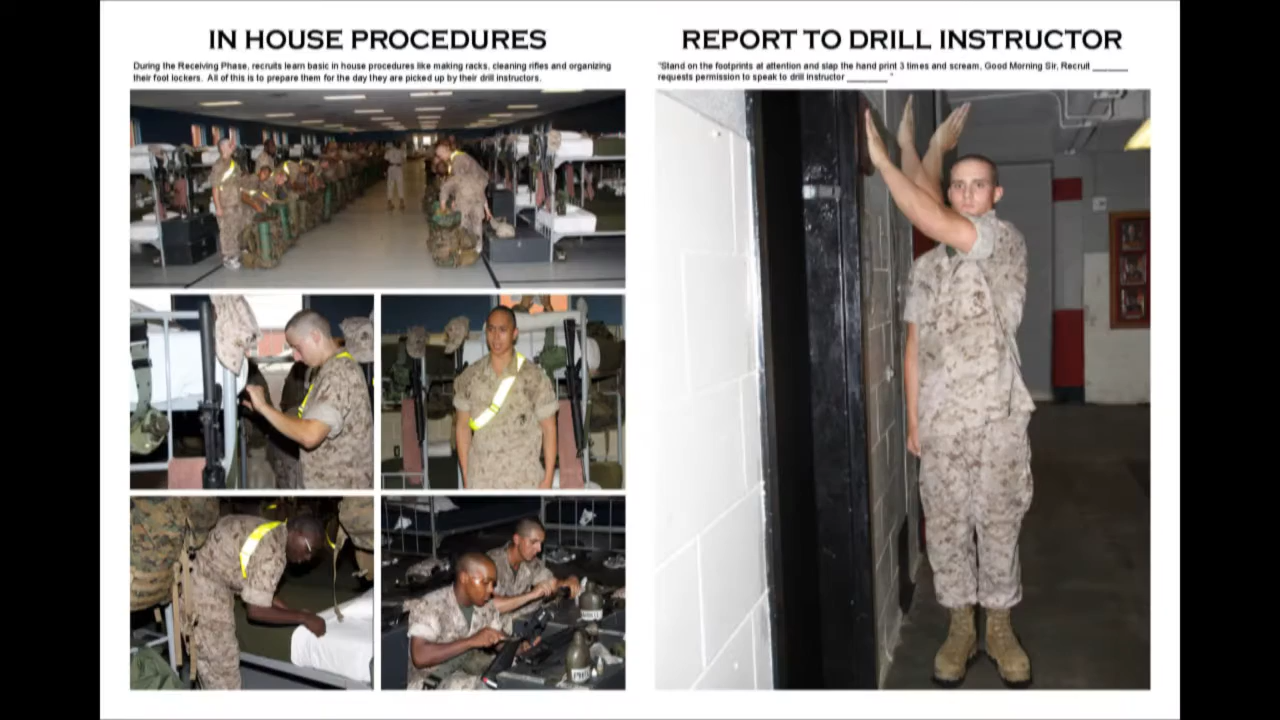 IN HOUSE PROCEDURES
During the Receiving Phase, recruits learn basic in house procedures like making racks, cleaning rifles and organizing
their foot lockers. All of this is to prepare them for the day they are picked up by their drill instructors.
REPORT TO DRILL INSTRUCTOR
"Stand on the footprints at attention and slap the hand print 3 times and scream, Good Morning Sir, Recruit _______
requests permission to speak to drill instructor ________ "